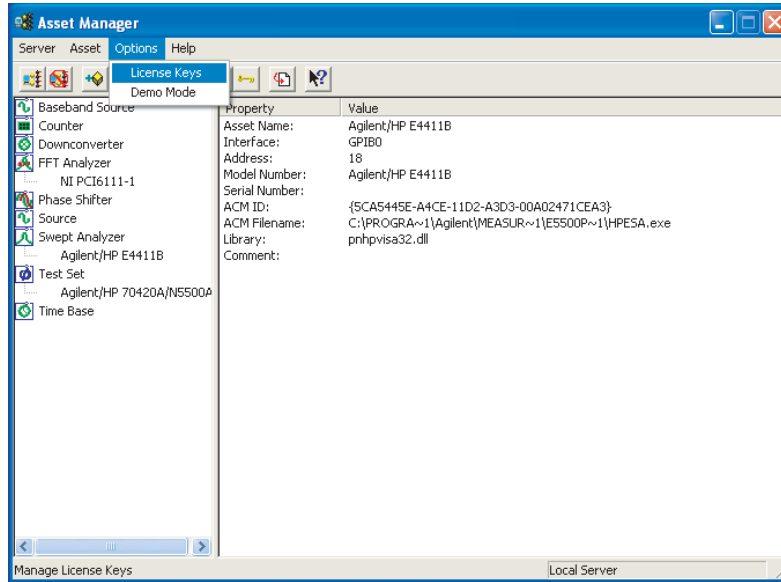 Asset Manager
Server Asset Options Help
License Keys
Demo Mode
Baseband Source
Counter
Downconverter
FFT Analyzer
NI PCI6111-1
Phase Shifter
Source
Swept Analyzer
Agilent/HP E4411B
Test Set
Agilent/HP 70420A/N5500A
Time Base
Property Value
Asset Name: Agilent/HP E4411B
Interface: GPIB0
Address: 18
Model Number: Agilent/HP E4411B
Serial Number:
ACM ID: {5CA5445E-A4CE-11D2-A3D3-00A02471CEA3}
ACM Filename: C:\PROGRA~1\Agilent\MEASUR~1\E5500P~1\HPESA.exe
Library: pnhpvisa32.dll
Comment:
Manage License Keys Local Server